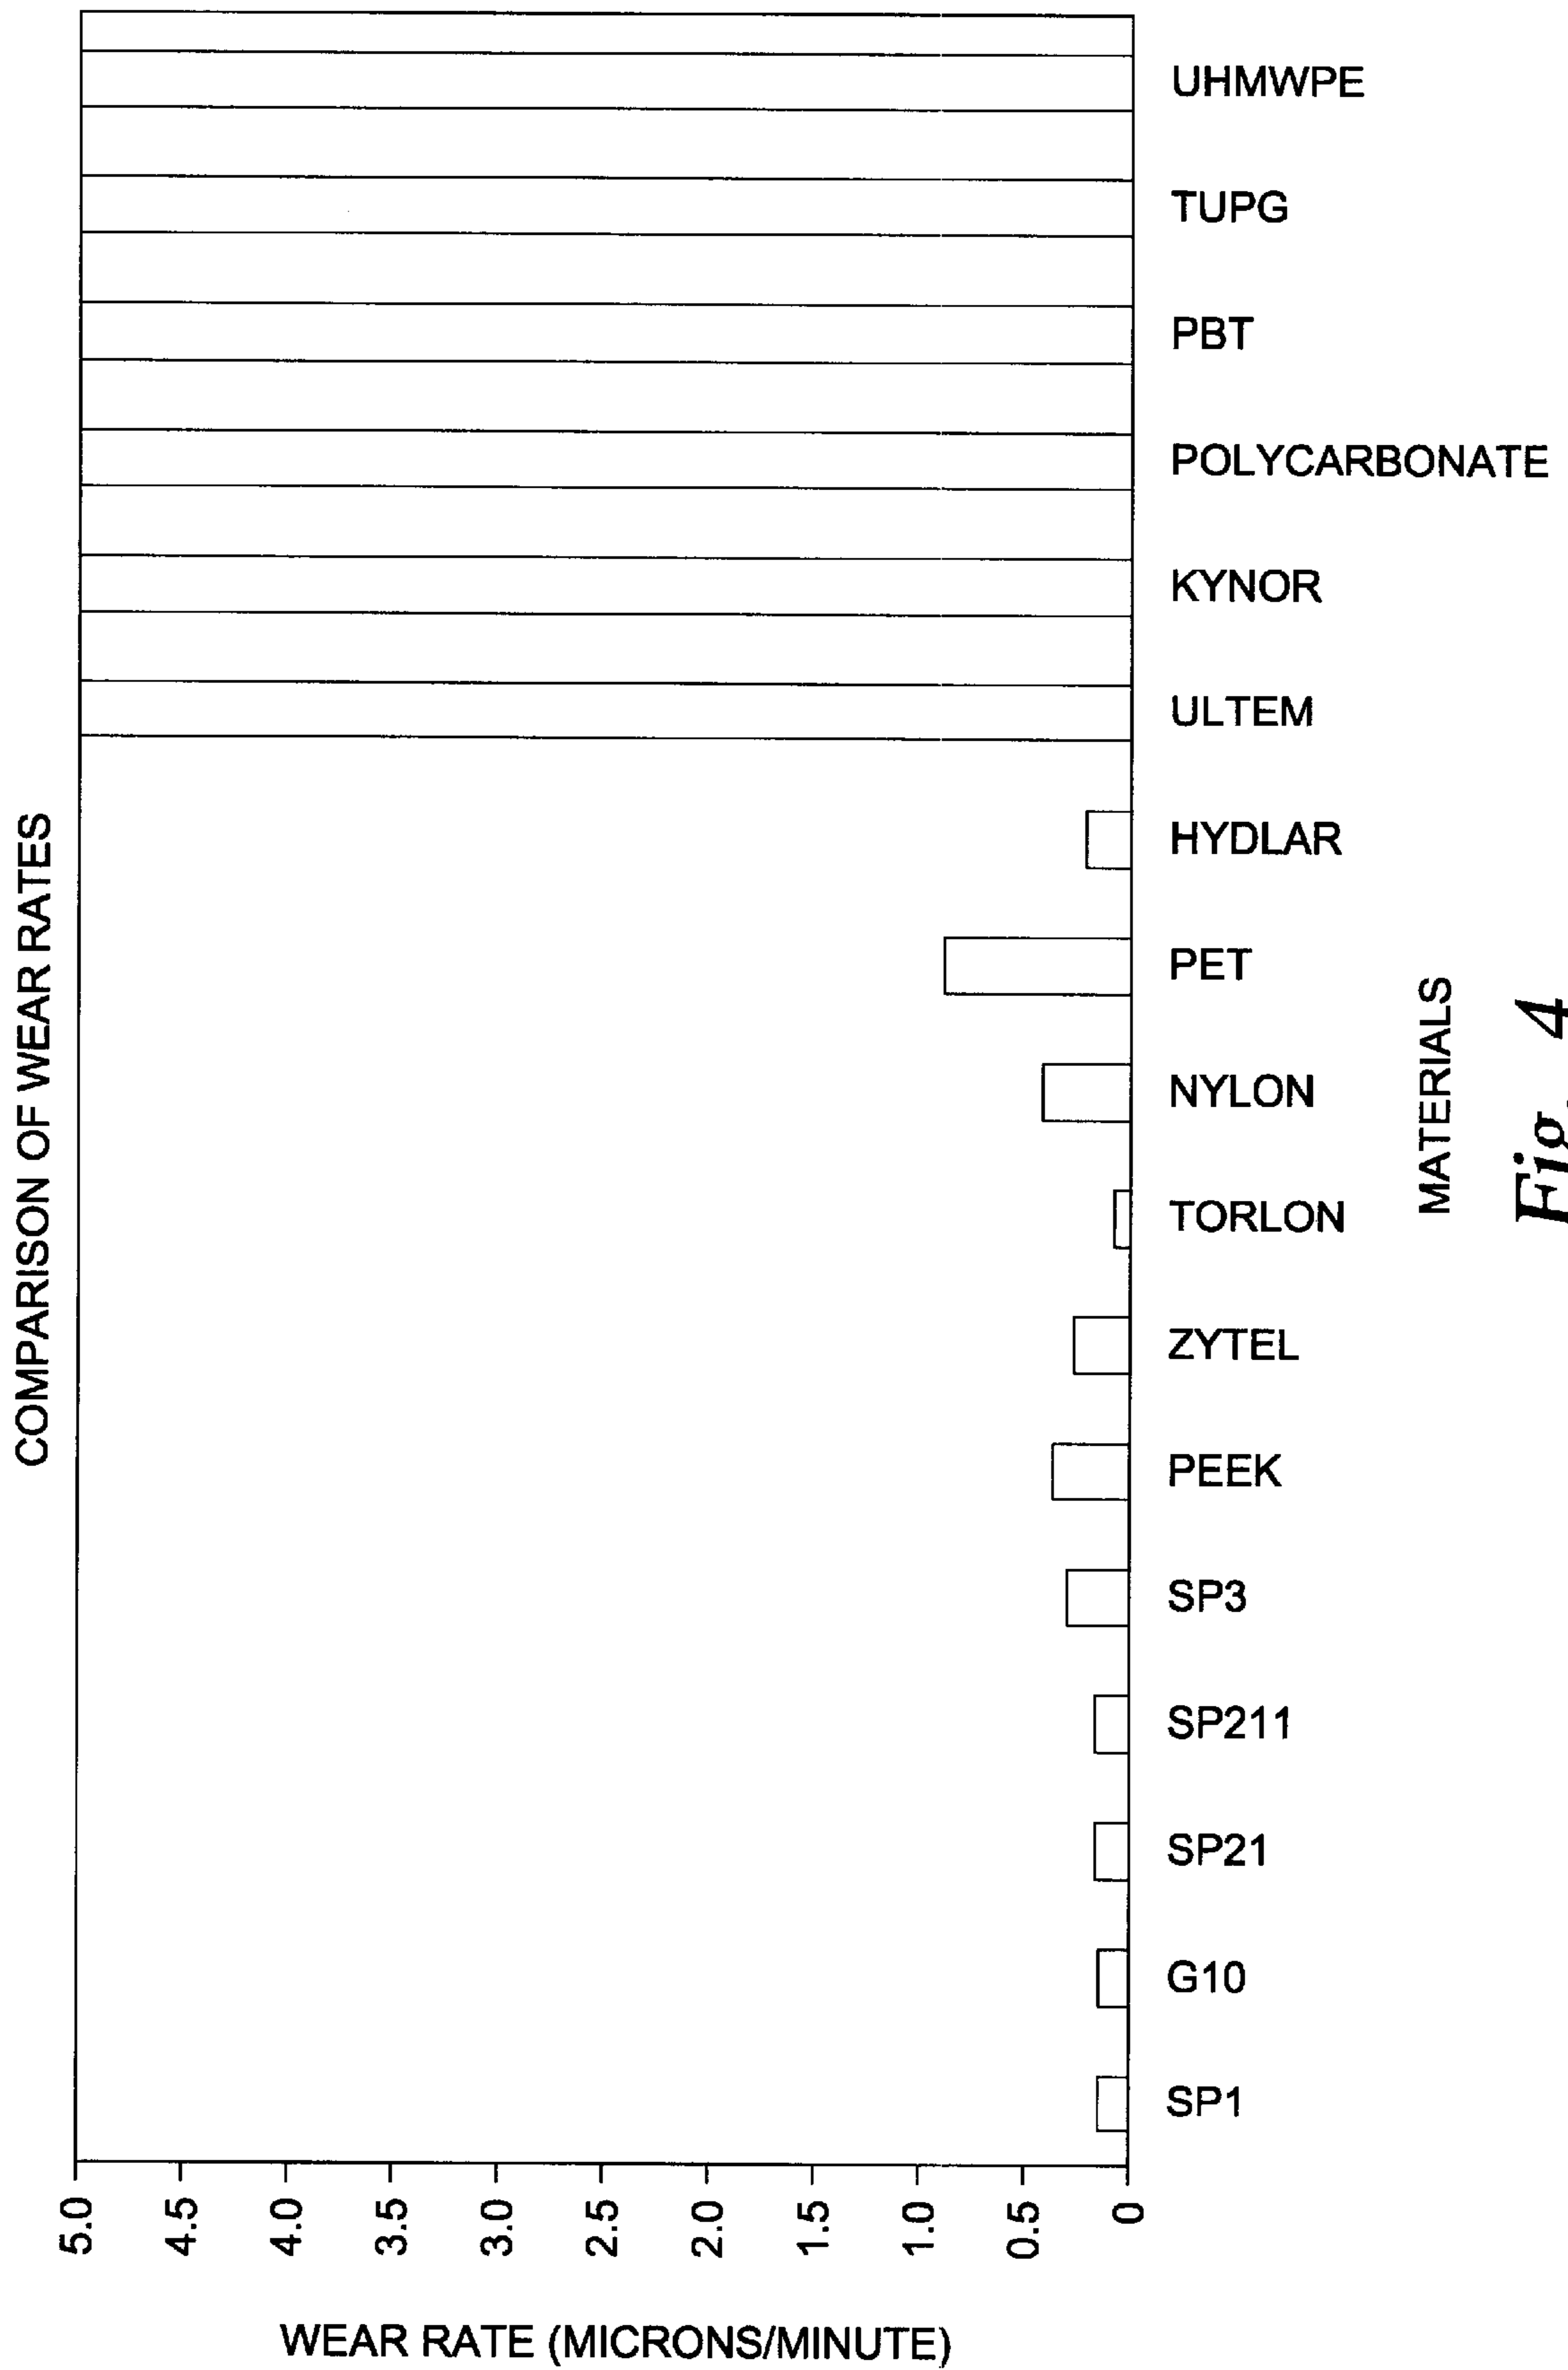 COMPARISON OF WEAR RATES
WEAR RATE (MICRONS/MINUTE)
5.0
4.5
4.0
3.5
3.0
2.5
2.0
1.5
1.0
0.5
0
SP1
G10
SP21
SP211
SP3
PEEK
ZYTEL
TORLON
NYLON
PET
HYDLAR
ULTEM
KYNOR
POLYCARBONATE
PBT
TUPG
UHMWPE
MATERIALS
Fig. 4